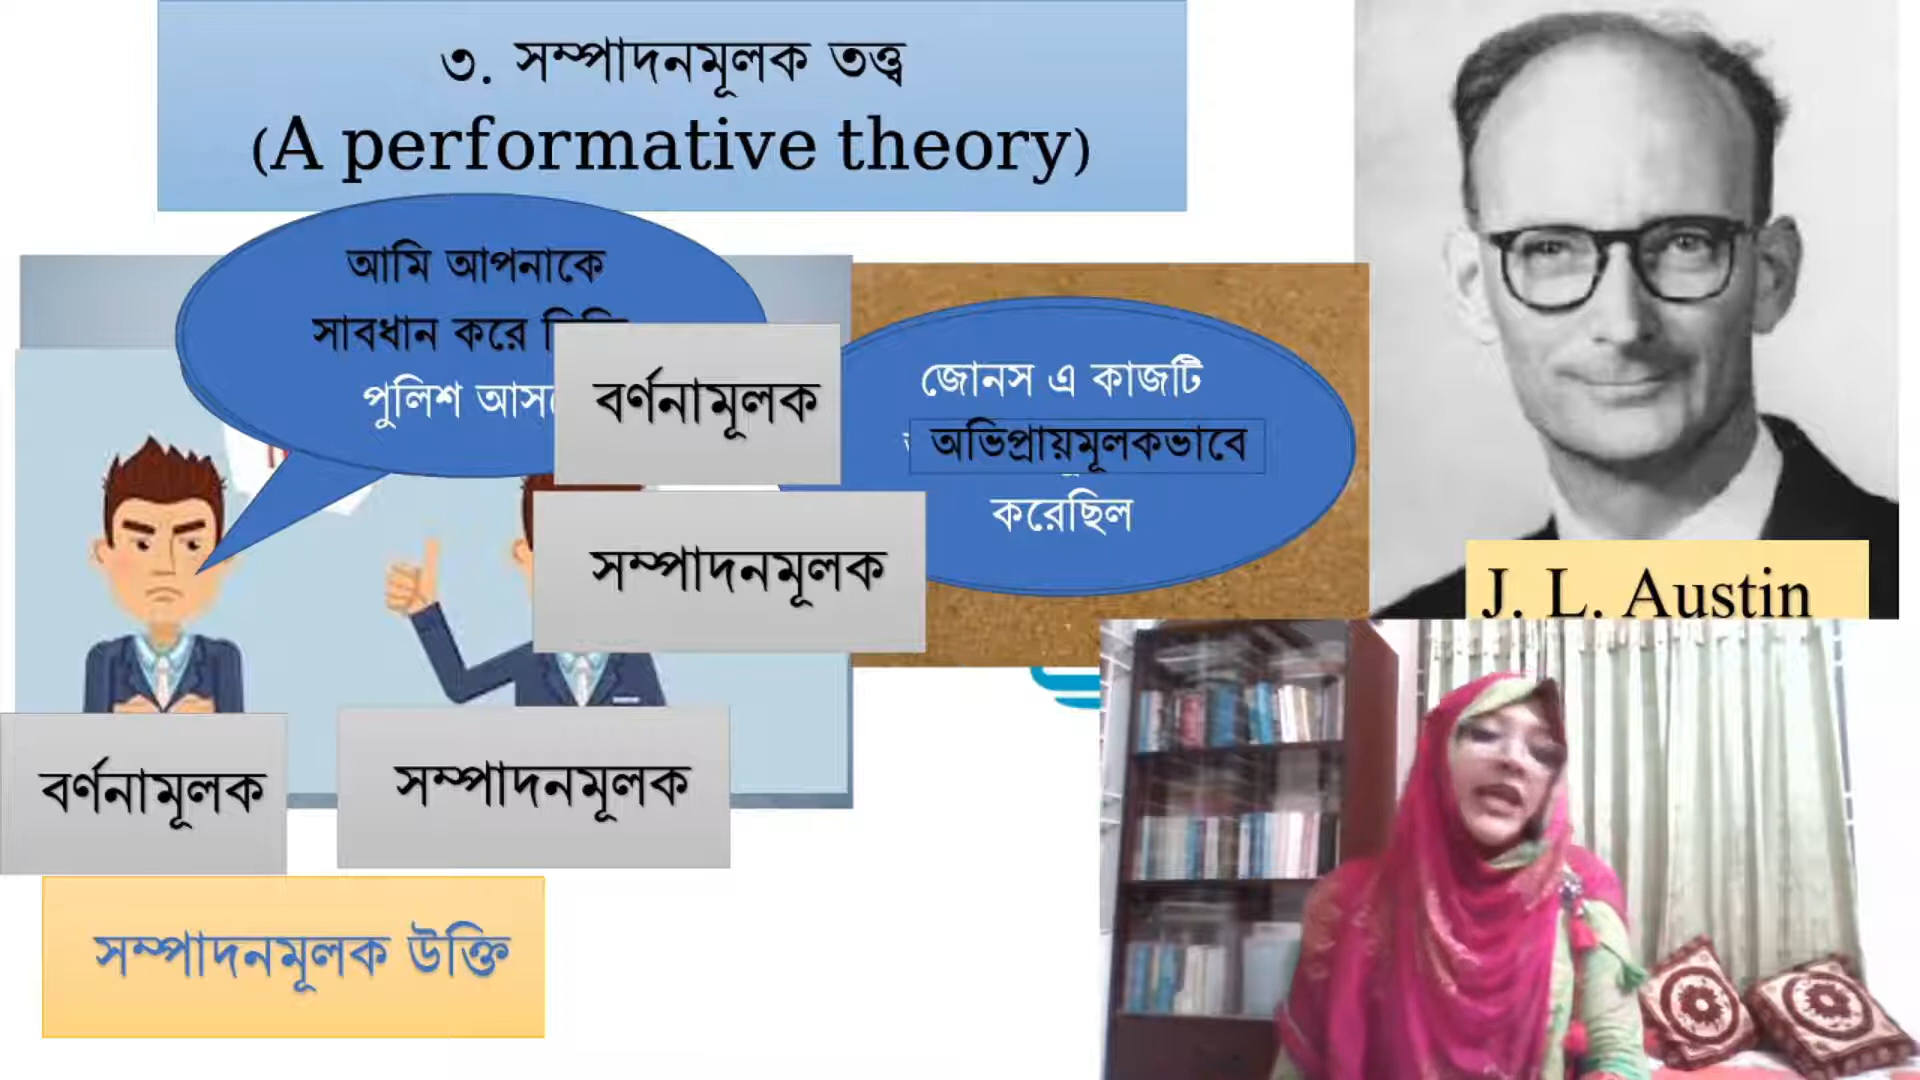 ৩. সম্পাদনমূলক তত্ত্ব
(A performative theory)
আমি আপনাকে
সাবধান করে
পুলিশ
বর্ণনামূলক
সম্পাদনমূলক
জোনস এ কাজটি
অভিপ্রায়মূলকভাবে
করেছিল
J. L. Austin
বর্ণনামূলক
সম্পাদনমূলক
সম্পাদনমূলক উক্তি